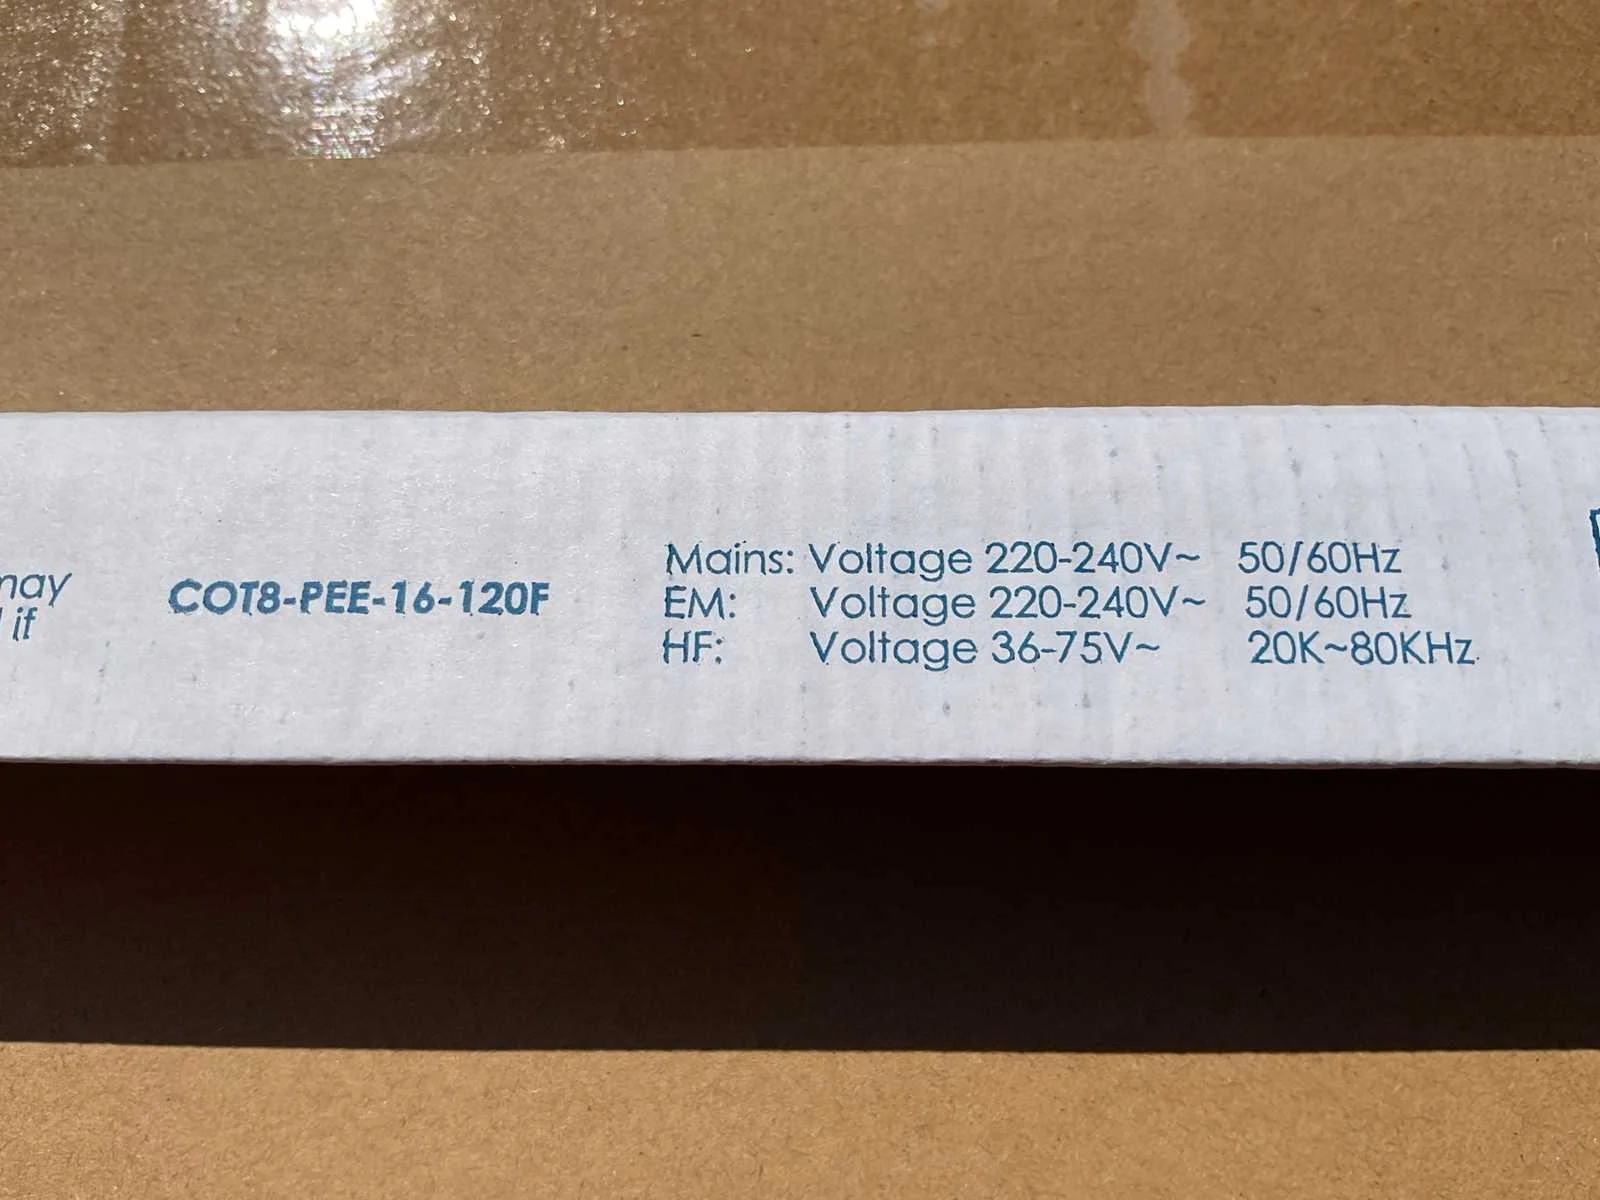 may
if
COT8-PEE-16-120F
Mains: Voltage 220-240V~ 50/60Hz
EM: Voltage 220-240V~ 50/60Hz
HF: Voltage 36-75V~ 20K~80KHz